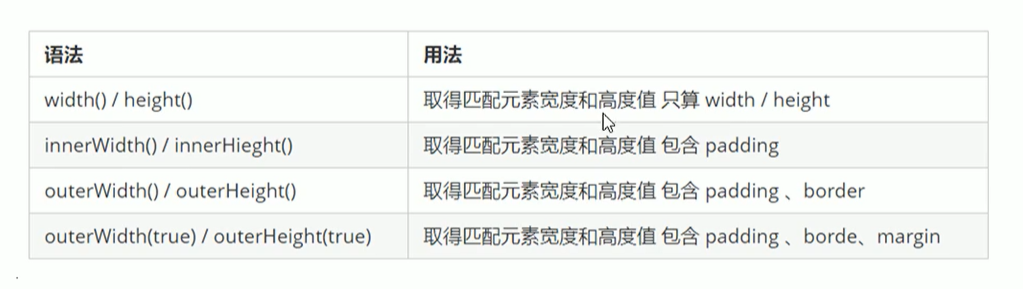 语法 用法
width() / height() 取得匹配元素宽度和高度值 只算 width / height
innerWidth() / innerHieght() 取得匹配元素宽度和高度值 包含 padding
outerWidth() / outerHeight() 取得匹配元素宽度和高度值 包含 padding 、border
outerWidth(true) / outerHeight(true) 取得匹配元素宽度和高度值 包含 padding 、borde、margin